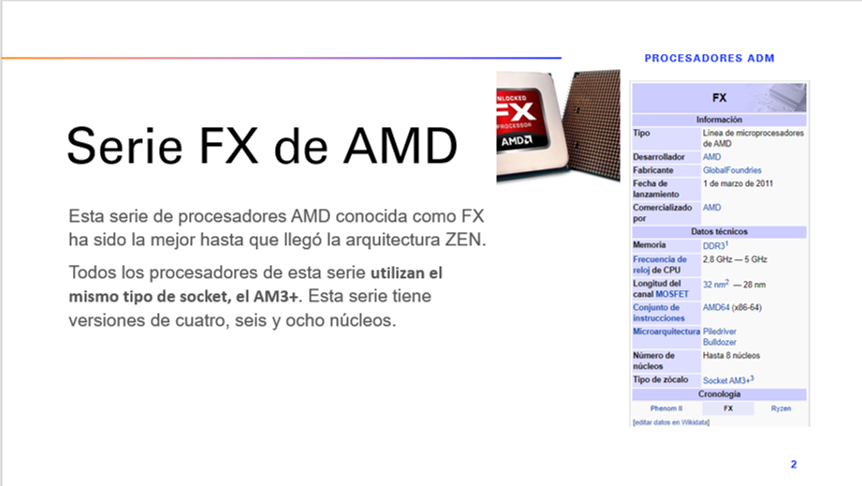 PROCESADORES ADM
Serie FX de AMD
Esta serie de procesadores AMD conocida como FX
ha sido la mejor hasta que llegó la arquitectura ZEN.
Todos los procesadores de esta serie utilizan el
mismo tipo de socket, el AM3+. Esta serie tiene
versiones de cuatro, seis y ocho núcleos.
UNLOCKED
FX
PROCESSOR
AMD
FX
Información
Tipo Línea de microprocesadores
de AMD
Desarrollador AMD
Fabricante GlobalFoundries
Fecha de 1 de marzo de 2011
lanzamiento
Comercializado AMD
por
Datos técnicos
Memoria DDR3¹
Frecuencia de 2,8 GHz — 5 GHz
reloj de CPU
Longitud del 32 nm² — 28 nm
canal MOSFET
Conjunto de AMD64 (x86-64)
instrucciones
Microarquitectura Piledriver
Bulldozer
Número de Hasta 8 núcleos
núcleos
Tipo de zócalo Socket AM3+³
Cronología
Phenom II FX Ryzen
[editar datos en Wikidata]
2